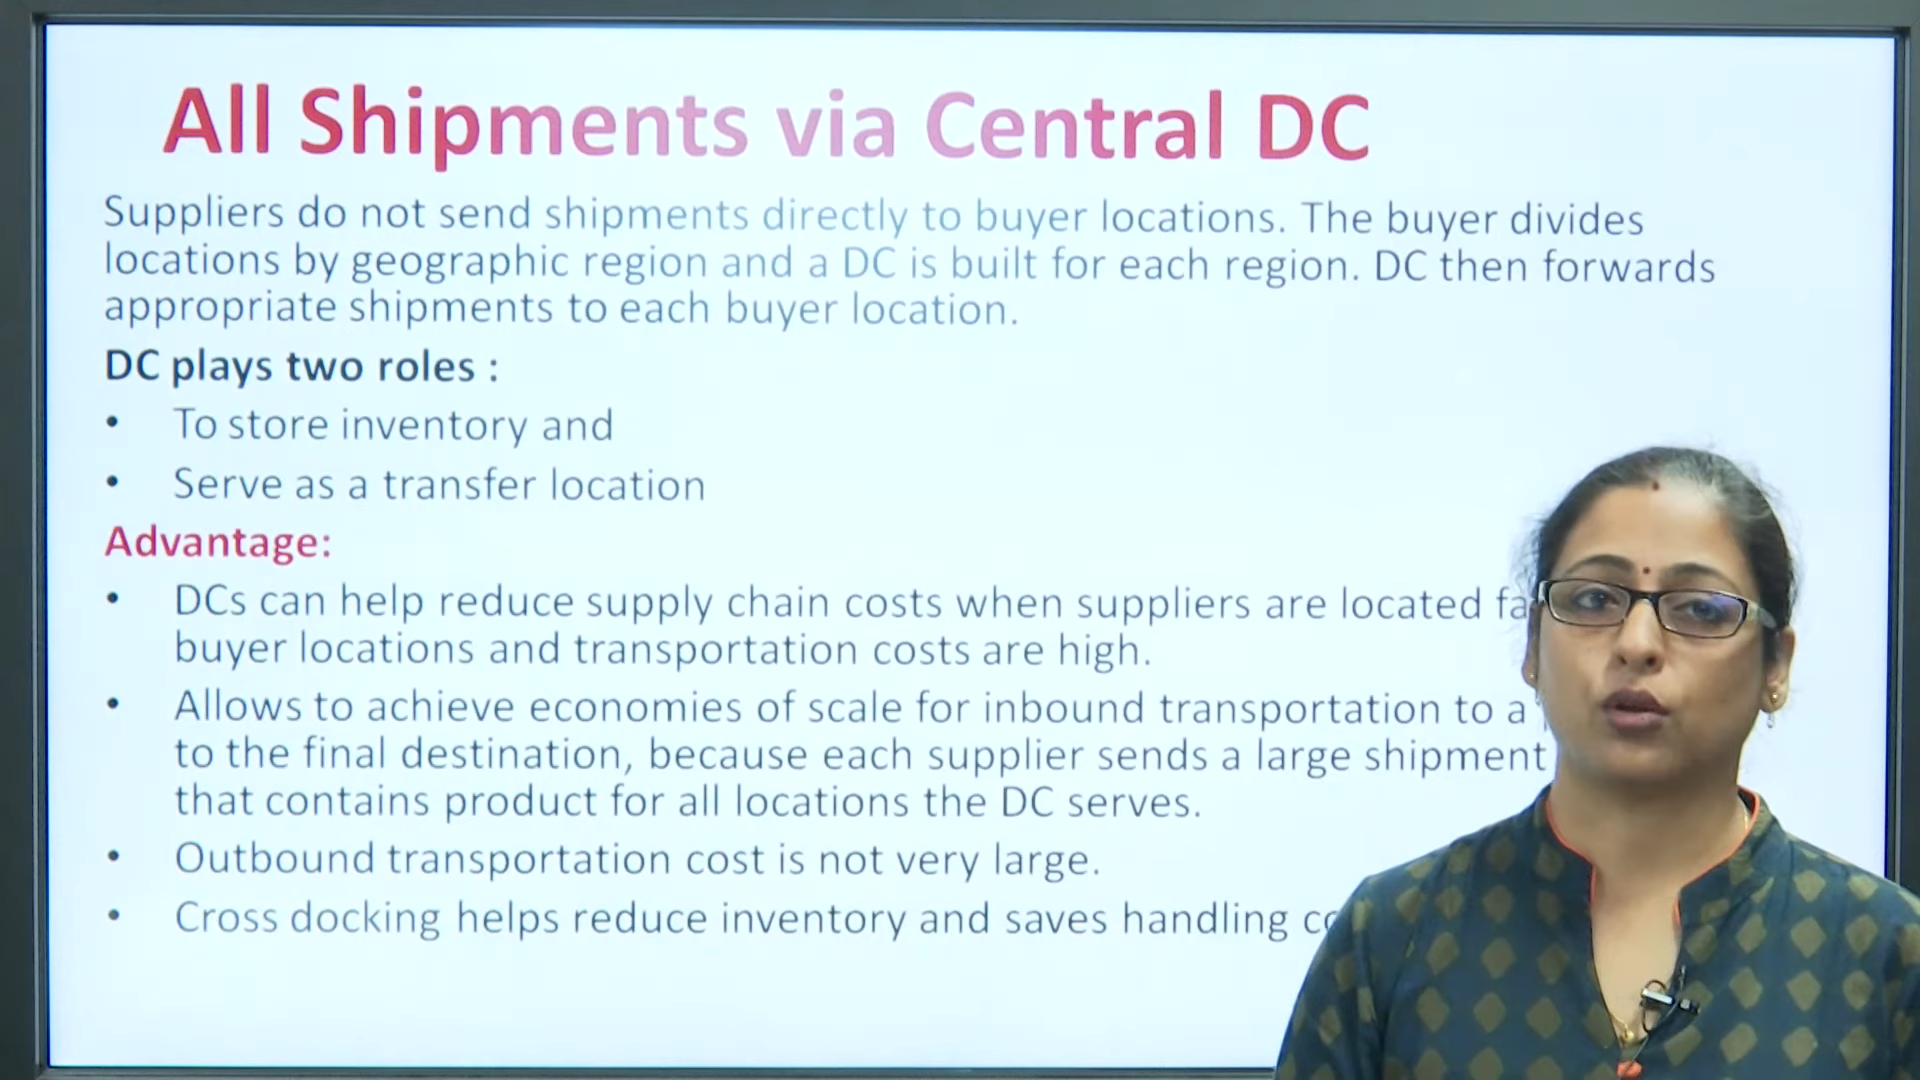 All Shipments via Central DC
Suppliers do not send shipments directly to buyer locations. The buyer divides
locations by geographic region and a DC is built for each region. DC then forwards
appropriate shipments to each buyer location.
DC plays two roles :
• To store inventory and
• Serve as a transfer location
Advantage:
• DCs can help reduce supply chain costs when suppliers are located
buyer locations and transportation costs are high.
• Allows to achieve economies of scale for inbound transportation to a
to the final destination, because each supplier sends a large shipment
that contains product for all locations the DC serves.
• Outbound transportation cost is not very large.
• Cross docking helps reduce inventory and saves handling